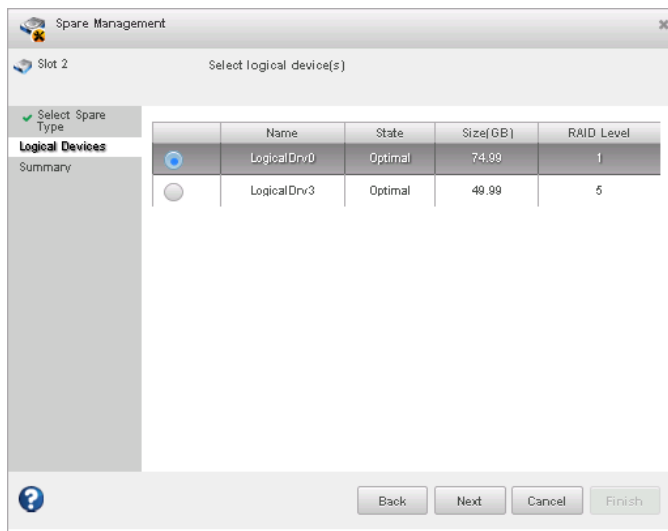 Spare Management
Slot 2
Select logical device(s)
Select Spare
Type
Logical Devices
Summary
Name State Size(GB) RAID Level
LogicalDrv0 Optimal 74.99 1
LogicalDrv3 Optimal 49.99 5
Back Next Cancel Finish